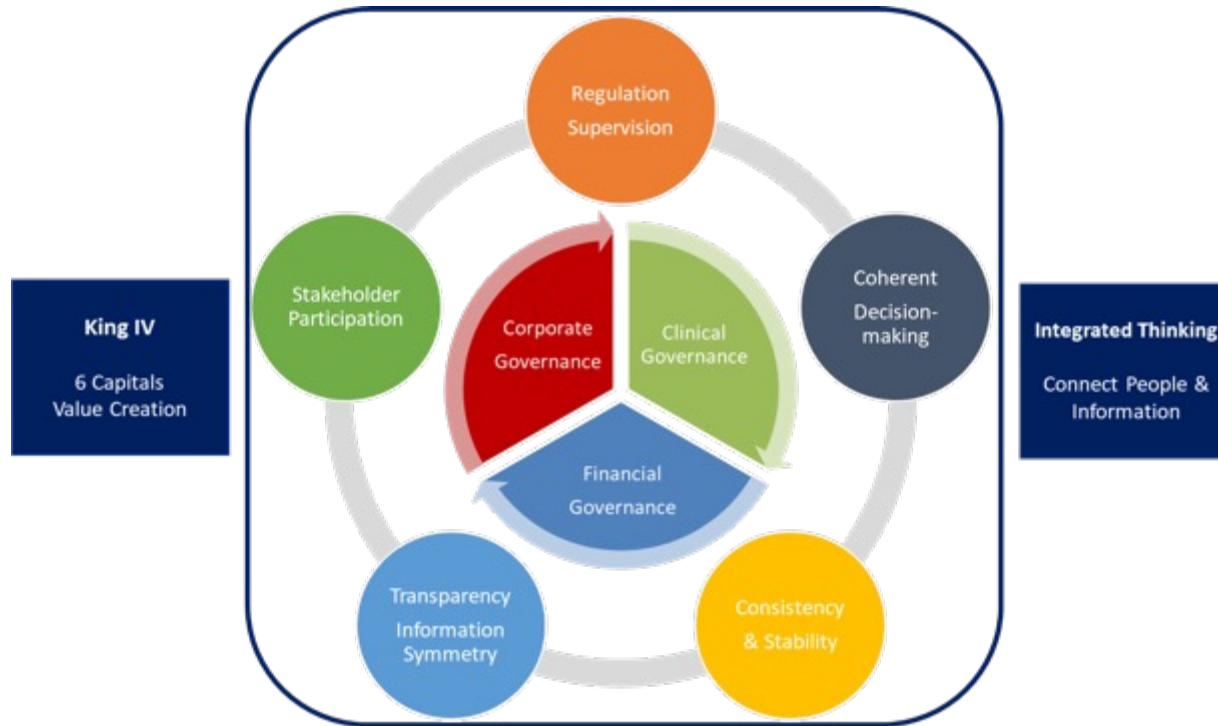 Regulation
Supervision
Stakeholder
Participation
Coherent
Decision-
making
King IV
6 Capitals
Value Creation
Corporate
Governance
Clinical
Governance
Integrated Thinking
Connect People &
Information
Financial
Governance
Transparency
Information
Symmetry
Consistency
& Stability